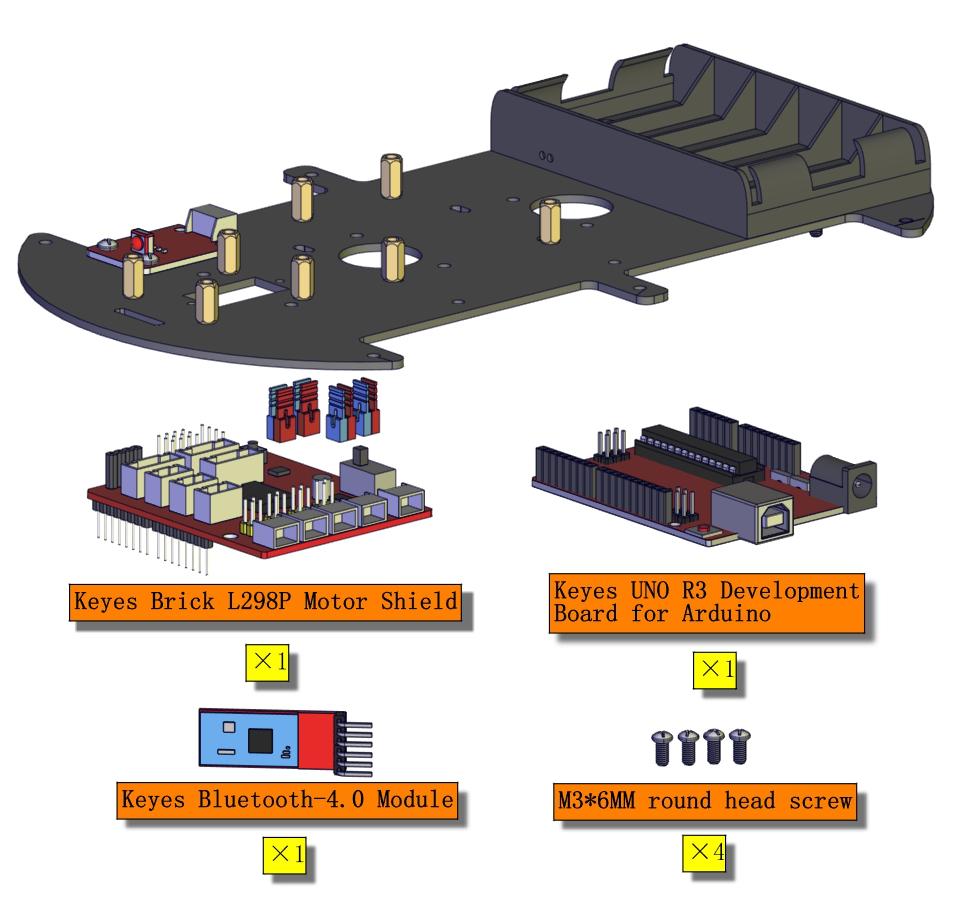 Keyes Brick L298P Motor Shield
×1
Keyes UNO R3 Development
Board for Arduino
×1
Keyes Bluetooth-4.0 Module
×1
M3*6MM round head screw
×4